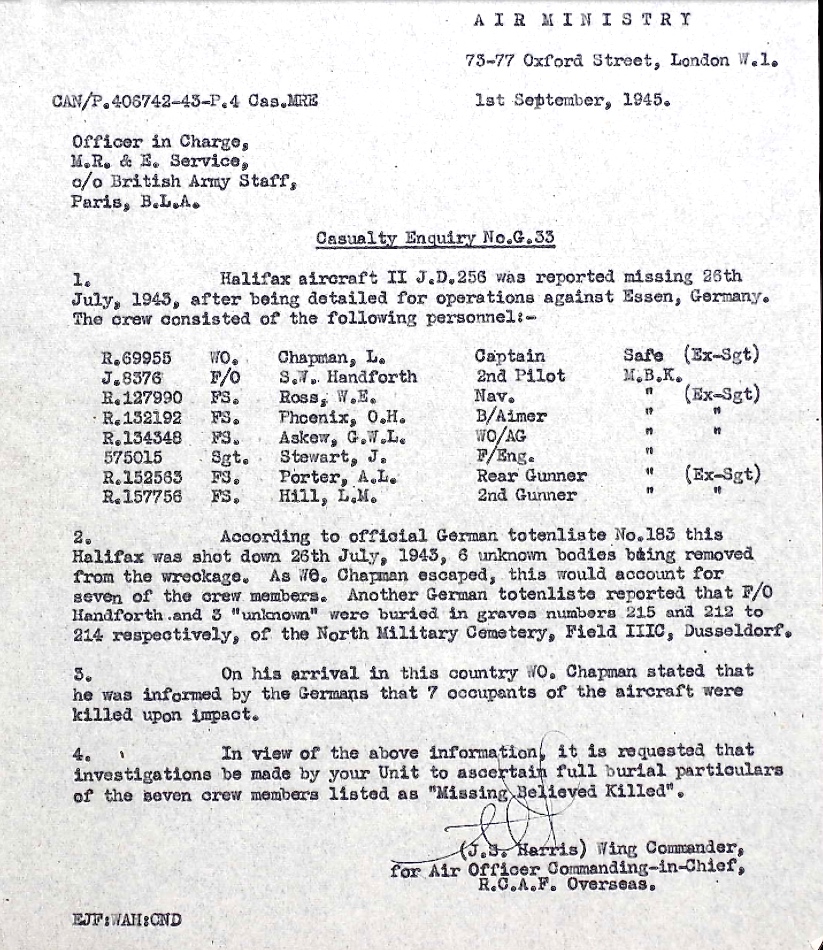 AIR MINISTRY
73-77 Oxford Street, London W.1.
CAN/P.406742-43-P.4 Cas.MRE 1st September, 1945.
Officer in Charge,
M.R. & E. Service,
c/o British Army Staff,
Paris, B.L.A.
Casualty Enquiry No.G.33
1. Halifax aircraft II J.D.256 was reported missing 26th
July, 1943, after being detailed for operations against Essen, Germany.
The crew consisted of the following personnel:-
R.69955 WO. Chapman, L. Captain Safe (Ex-Sgt)
J.8376 F/O S.W. Handforth 2nd Pilot M.B.K.
R.127990 FS. Ross, W.E. Nav. " (Ex-Sgt)
R.132192 FS. Phoenix, O.H. B/Aimer " "
R.134348 FS. Askew, G.W.L. WO/AG " "
575015 Sgt. Stewart, J. F/Eng. "
R.152563 FS. Porter, A.L. Rear Gunner " (Ex-Sgt)
R.157756 FS. Hill, L.M. 2nd Gunner " "
2. According to official German totenliste No.183 this
Halifax was shot down 26th July, 1943, 6 unknown bodies being removed
from the wreckage. As WO. Chapman escaped, this would account for
seven of the crew members. Another German totenliste reported that F/O
Handforth and 3 "unknown" were buried in graves numbers 215 and 212 to
214 respectively, of the North Military Cemetery, Field IIIC, Dusseldorf.
3. On his arrival in this country WO. Chapman stated that
he was informed by the Germans that 7 occupants of the aircraft were
killed upon impact.
4. In view of the above information, it is requested that
investigations be made by your Unit to ascertain full burial particulars
of the seven crew members listed as "Missing Believed Killed".
(J.S. Harris) Wing Commander,
for Air Officer Commanding-in-Chief,
R.C.A.F. Overseas.
EJF:WAH:CND